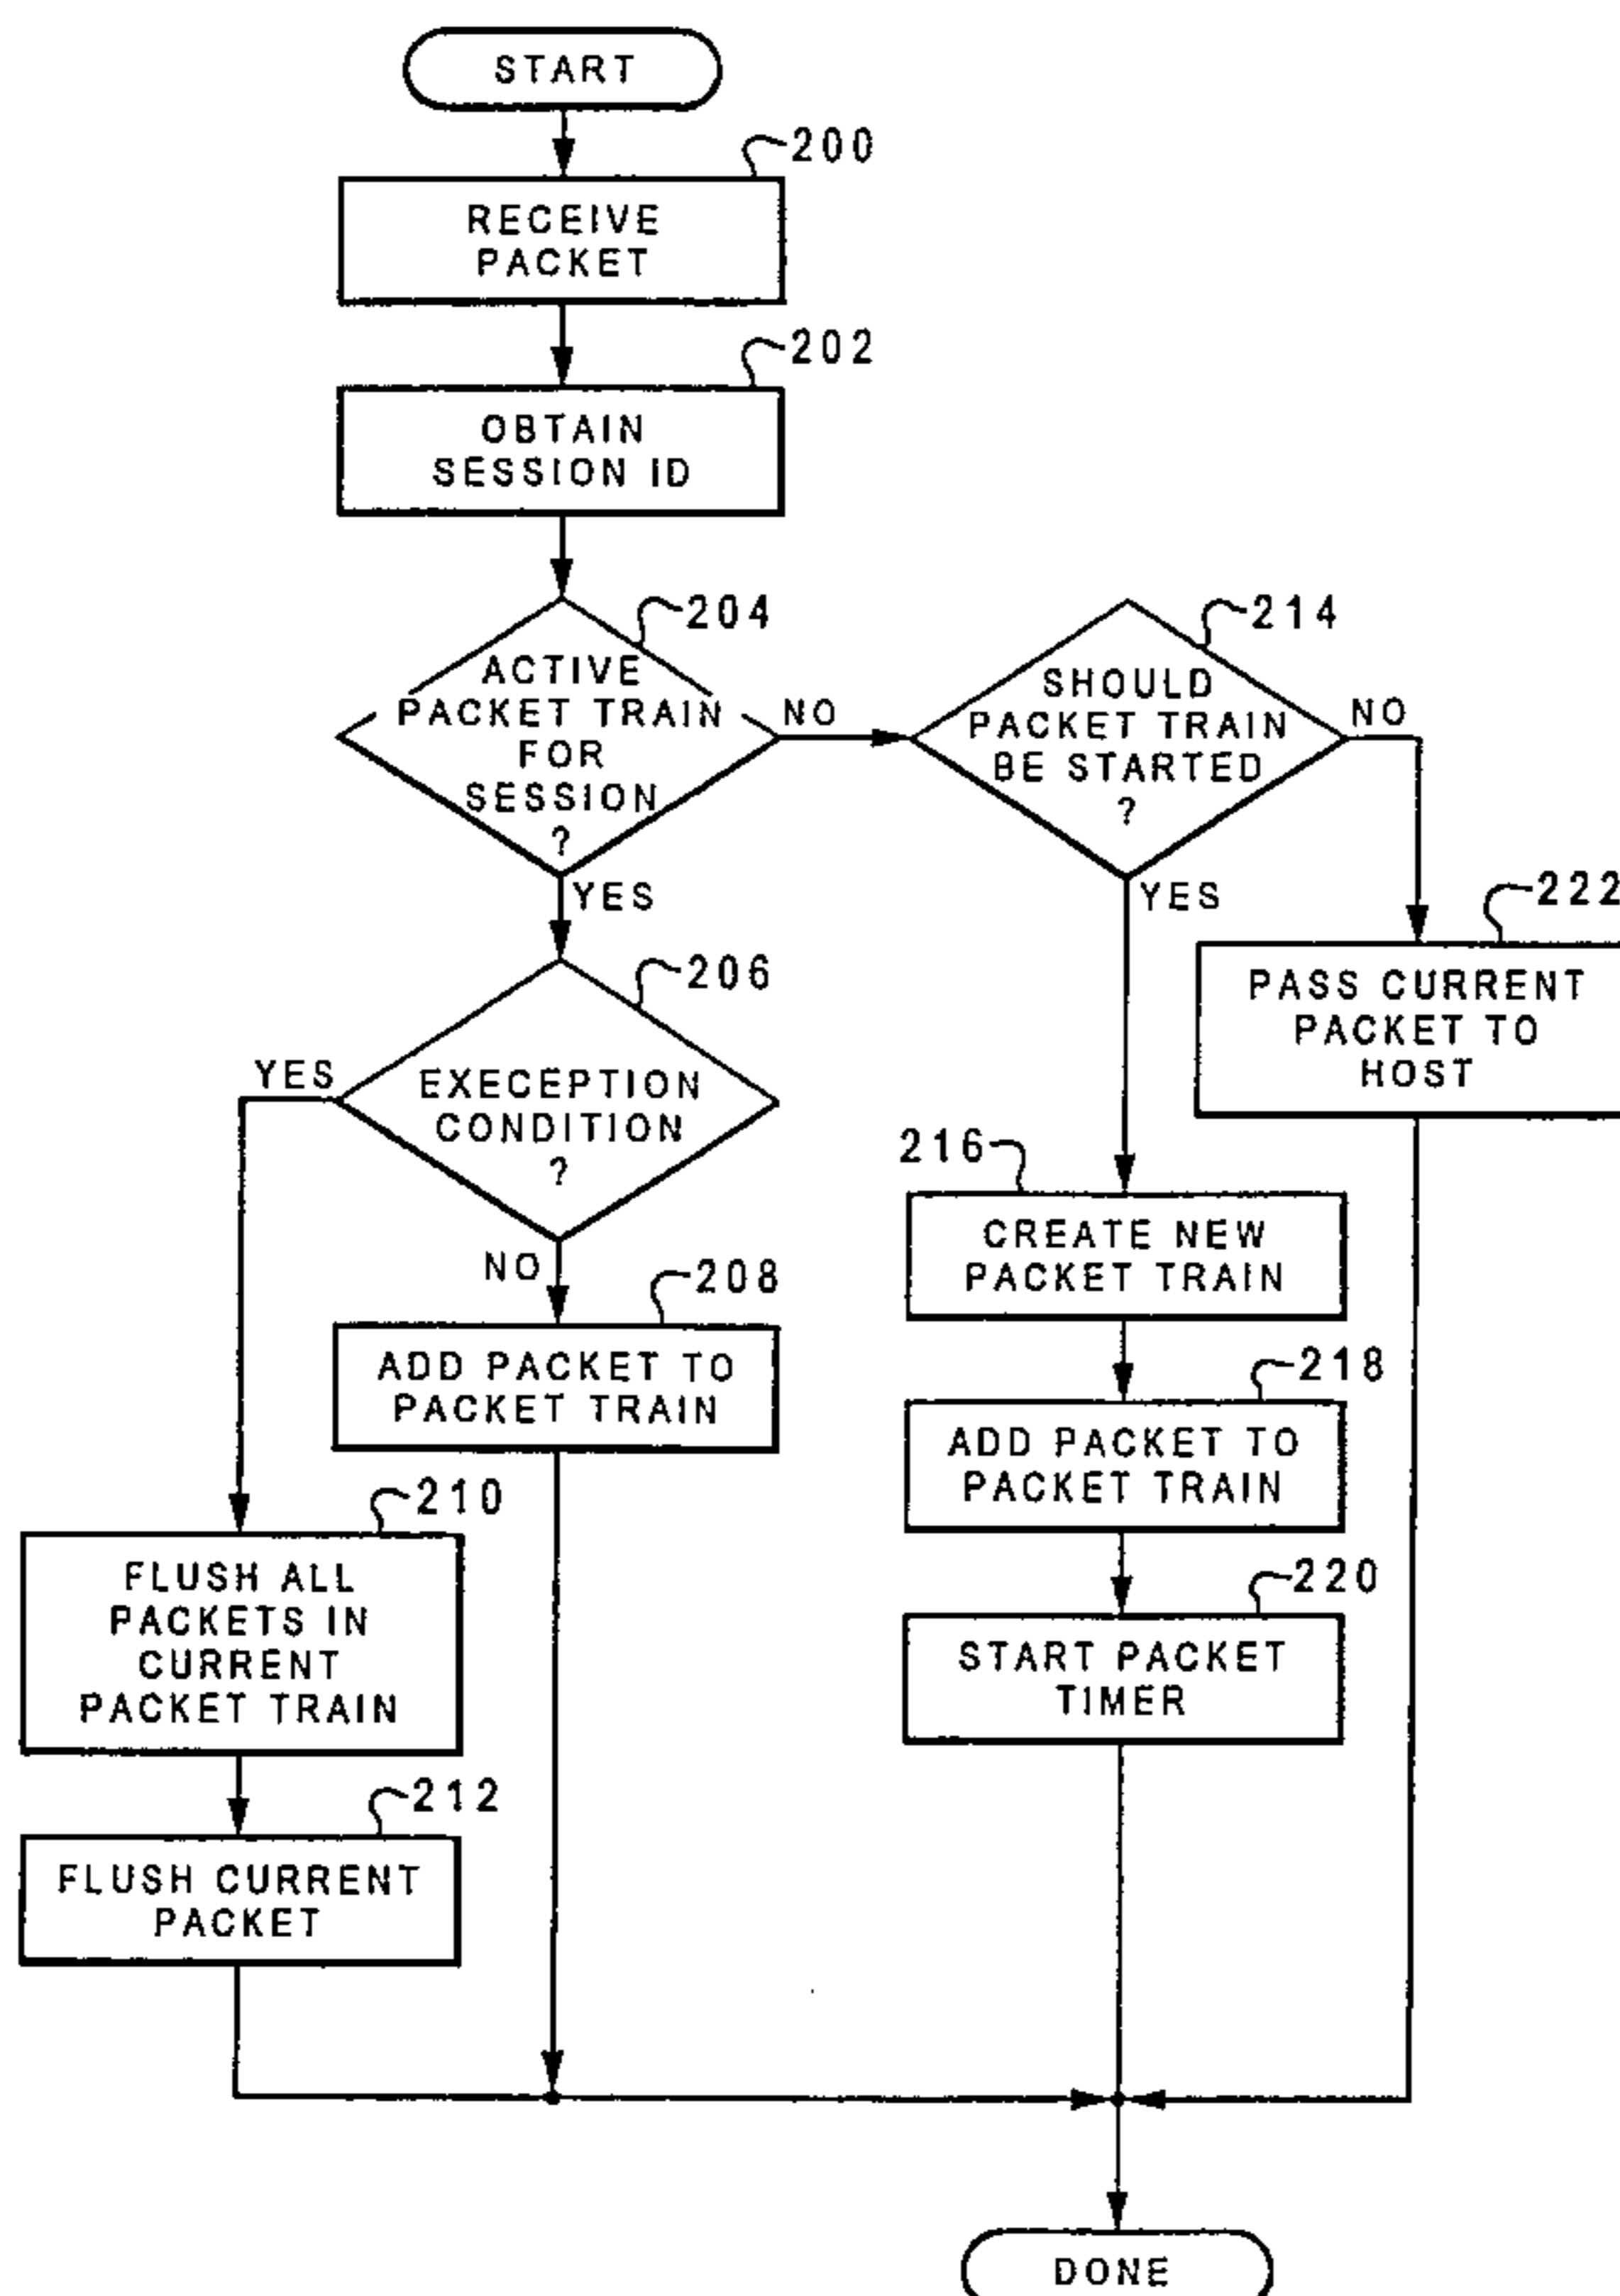 START
200
RECEIVE
PACKET
202
OBTAIN
SESSION ID
204
ACTIVE
PACKET TRAIN
FOR
SESSION
?
NO
YES
214
SHOULD
PACKET TRAIN
BE STARTED
?
NO
YES
222
PASS CURRENT
PACKET TO
HOST
206
EXECEPTION
CONDITION
?
YES
NO
208
ADD PACKET TO
PACKET TRAIN
216
CREATE NEW
PACKET TRAIN
218
ADD PACKET TO
PACKET TRAIN
220
START PACKET
TIMER
210
FLUSH ALL
PACKETS IN
CURRENT
PACKET TRAIN
212
FLUSH CURRENT
PACKET
DONE